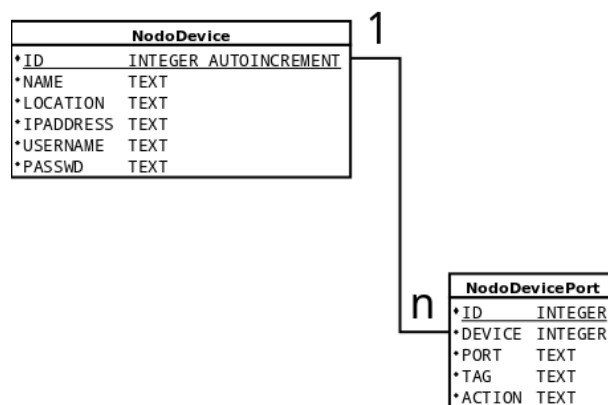 NodoDevice
ID INTEGER AUTOINCREMENT
NAME TEXT
LOCATION TEXT
IPADDRESS TEXT
USERNAME TEXT
PASSWD TEXT
1
n
NodoDevicePort
ID INTEGER
DEVICE INTEGER
PORT TEXT
TAG TEXT
ACTION TEXT